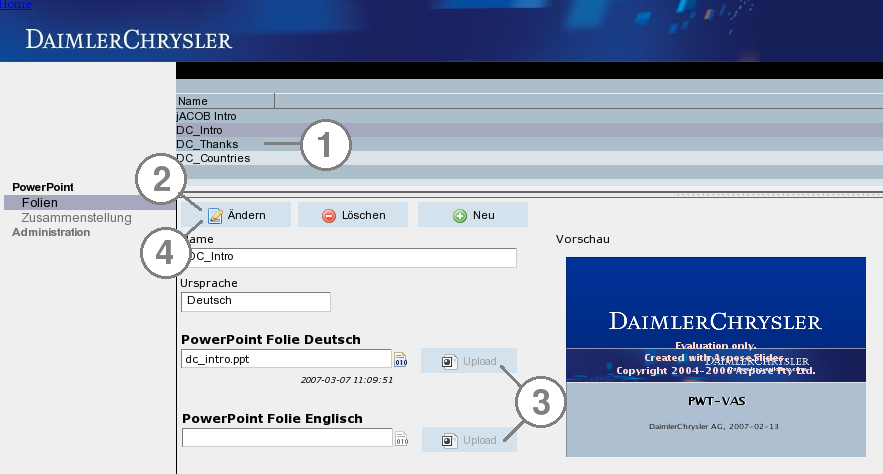 Home
DAIMLERCHRYSLER
Name
jACOB Intro
DC_Intro
DC_Thanks
1
DC_Countries
2
PowerPoint
Folien
Zusammenstellung
Administration
Ändern
Löschen
Neu
4
ame
Vorschau
DC_Intro
Ursprache
Deutsch
DAIMLERCHRYSLER
PowerPoint Folie Deutsch
Evaluation only.
dc_intro.ppt
Upload
Created with Aspose.Slides
DAIMLERCHRYSLER
Copyright 2004-2006 Aspose Pty Ltd.
2007-03-07 11:09:51
3
PWT-VAS
PowerPoint Folie Englisch
DaimlerChrysler AG, 2007-02-13
Upload